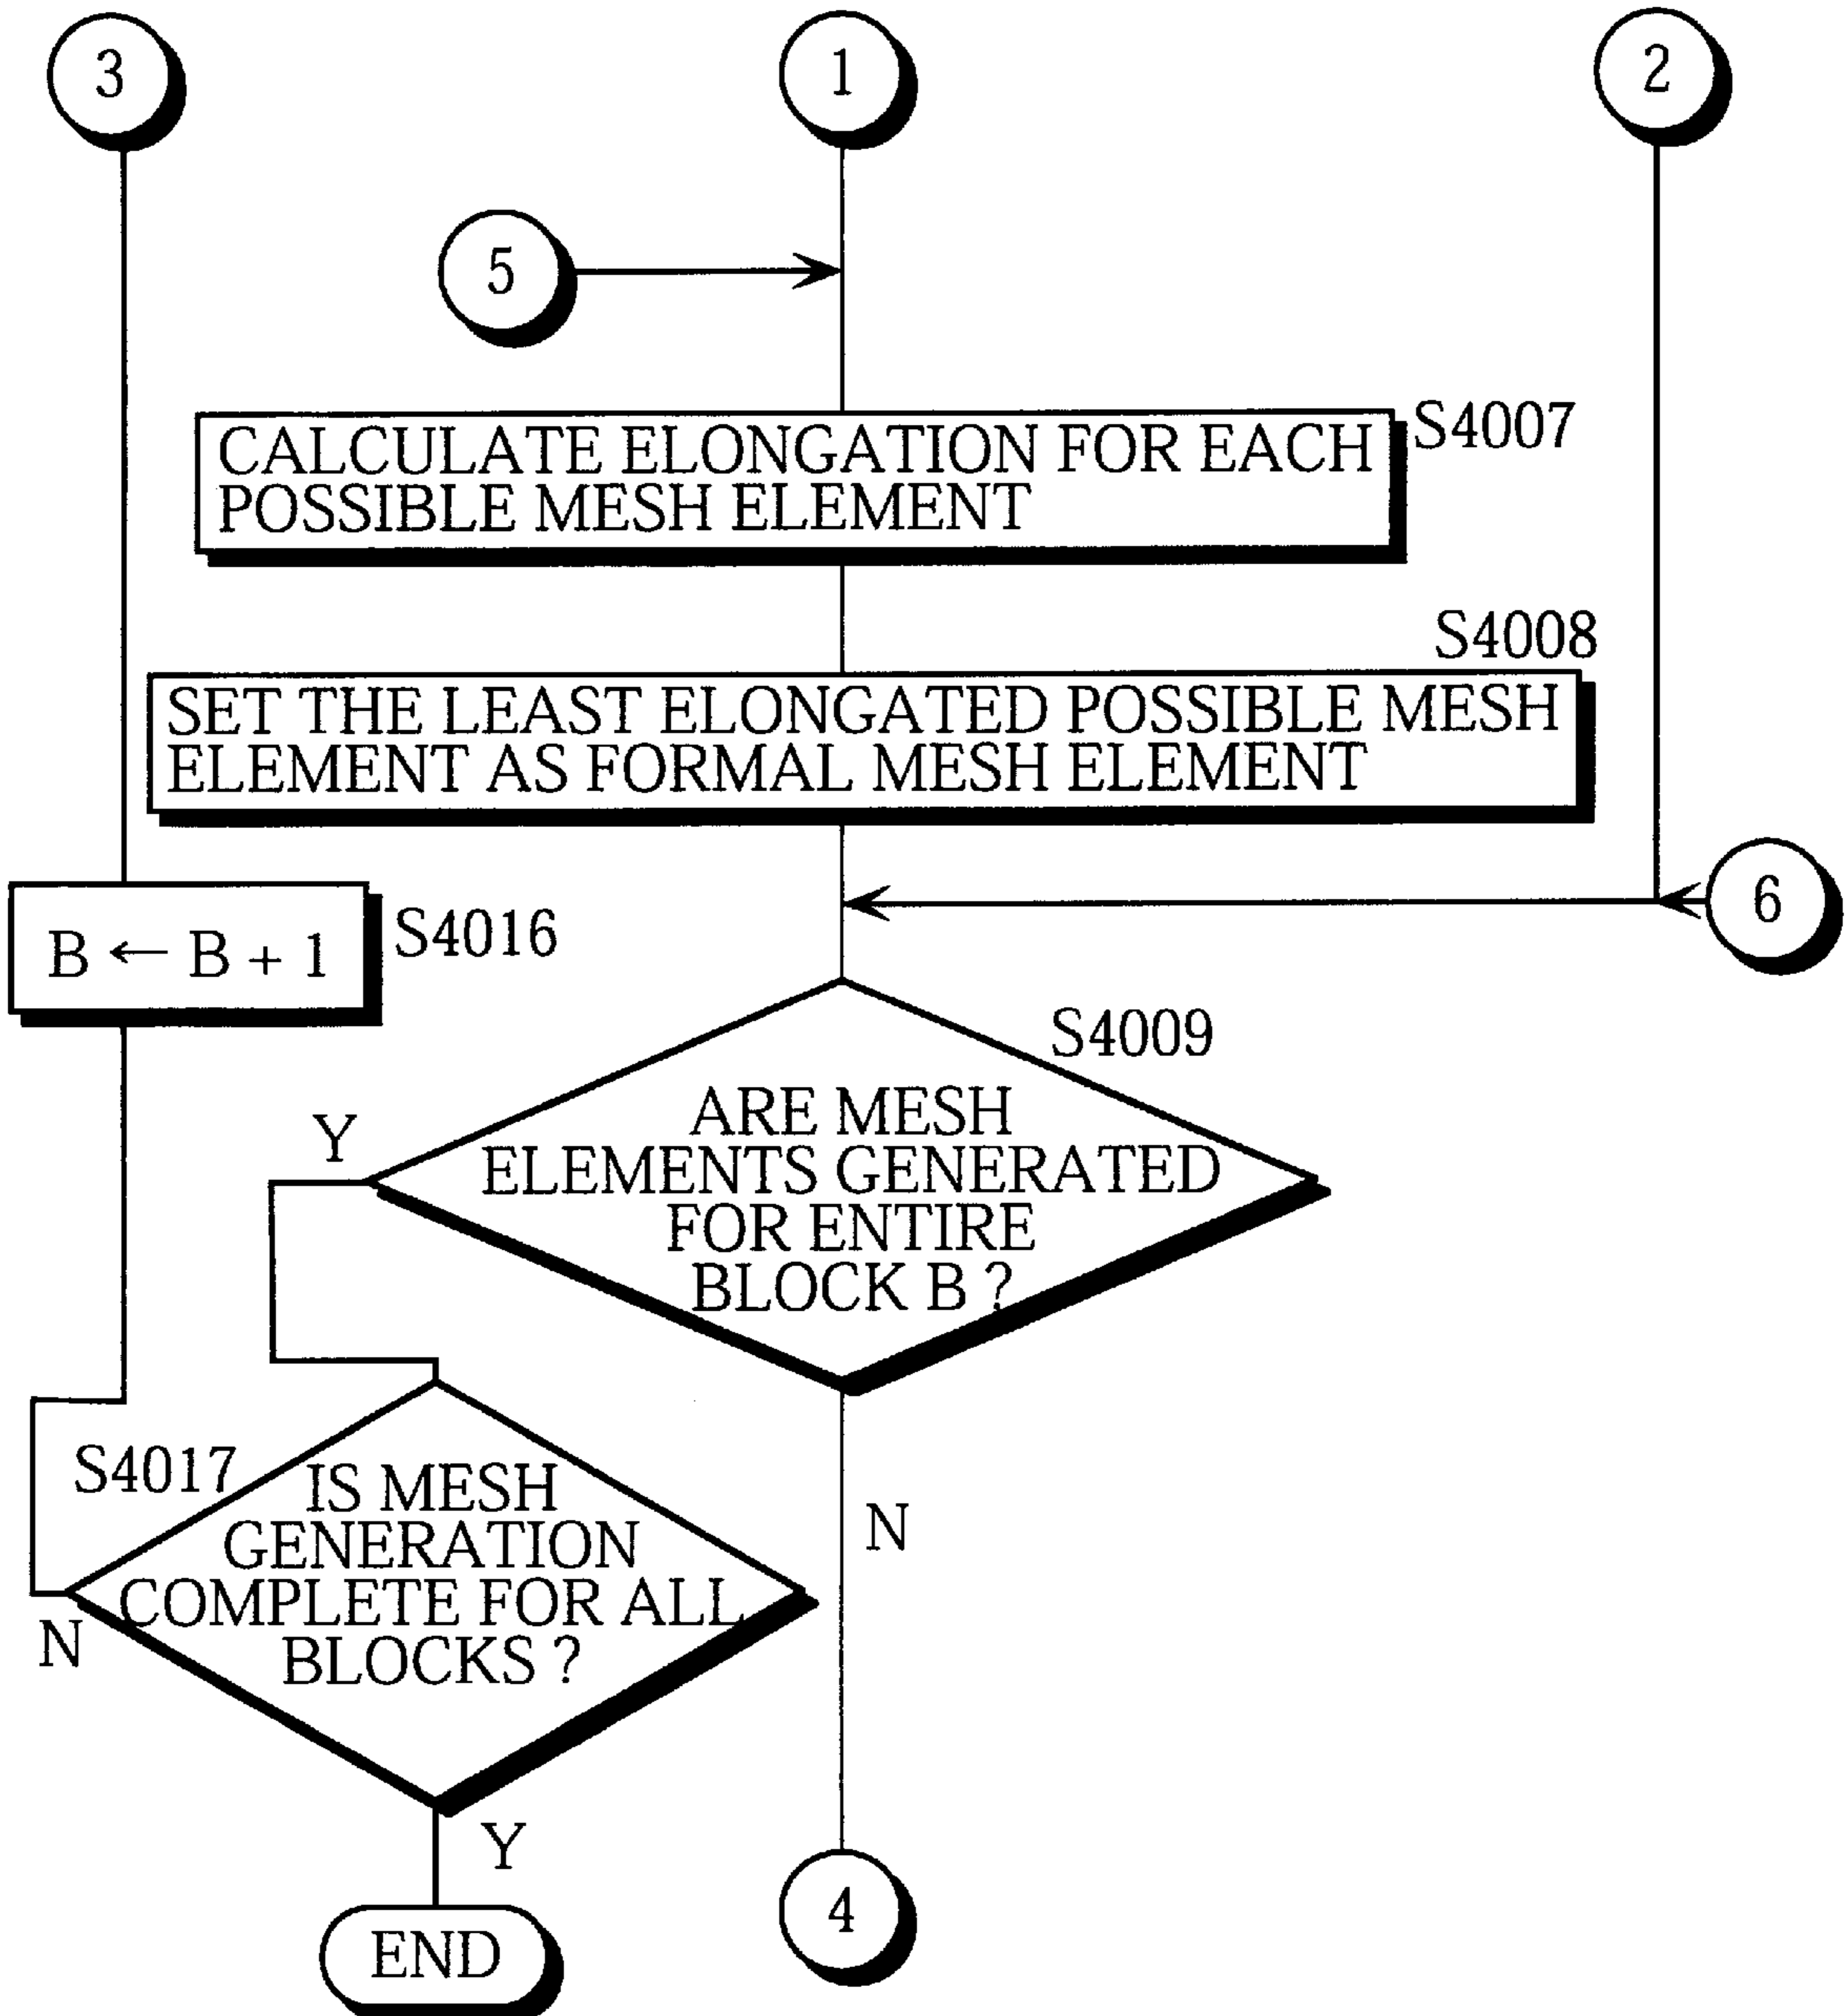 3
1
2
5
S4007
CALCULATE ELONGATION FOR EACH
POSSIBLE MESH ELEMENT
S4008
SET THE LEAST ELONGATED POSSIBLE MESH
ELEMENT AS FORMAL MESH ELEMENT
6
B ← B + 1
S4016
S4009
ARE MESH
ELEMENTS GENERATED
FOR ENTIRE
BLOCK B ?
Y
N
S4017
IS MESH
GENERATION
COMPLETE FOR ALL
BLOCKS ?
N
Y
4
END